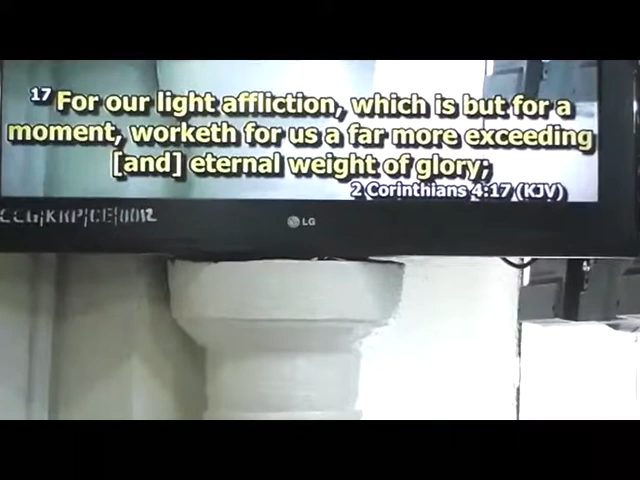 17 For our light affliction, which is but for a
moment, worketh for us a far more exceeding
[and] eternal weight of glory;
2 Corinthians 4:17 (KJV)
LG